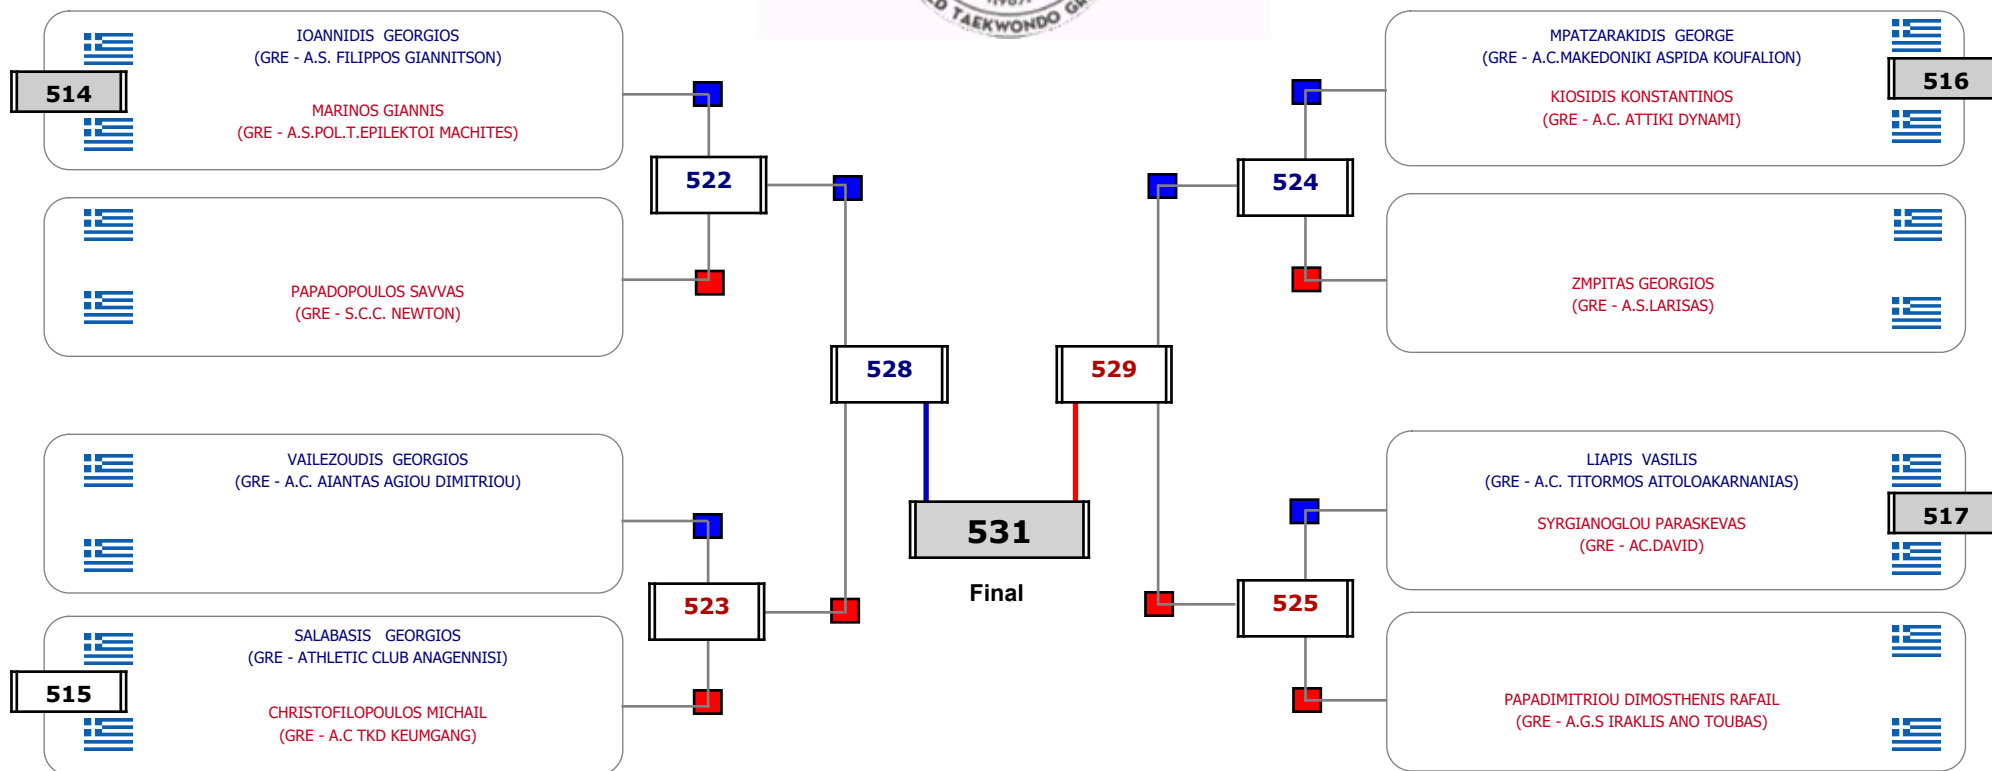 TAEKWONDO
IOANNIDIS GEORGIOS
(GRE - A.S. FILIPPOS GIANNITSON)
514
MARINOS GIANNIS
(GRE - A.S.POL.T.EPILEKTOI MACHITES)
522
PAPADOPOULOS SAVVAS
(GRE - S.C.C. NEWTON)
528
VAILEZOUDIS GEORGIOS
(GRE - A.C. AIANTAS AGIOU DIMITRIOU)
523
SALABASIS GEORGIOS
(GRE - ATHLETIC CLUB ANAGENNISI)
515
CHRISTOFILOPOULOS MICHAIL
(GRE - A.C TKD KEUMGANG)
531
Final
MPATZARAKIDIS GEORGE
(GRE - A.C.MAKEDONIKI ASPIDA KOUFALION)
516
KIOSIDIS KONSTANTINOS
(GRE - A.C. ATTIKI DYNAMI)
524
ZMPITAS GEORGIOS
(GRE - A.S.LARISAS)
529
LIAPIS VASILIS
(GRE - A.C. TITORMOS AITOLOAKARNANIAS)
517
SYRGIANOGLOU PARASKEVAS
(GRE - AC.DAVID)
525
PAPADIMITRIOU DIMOSTHENIS RAFAIL
(GRE - A.G.S IRAKLIS ANO TOUBAS)